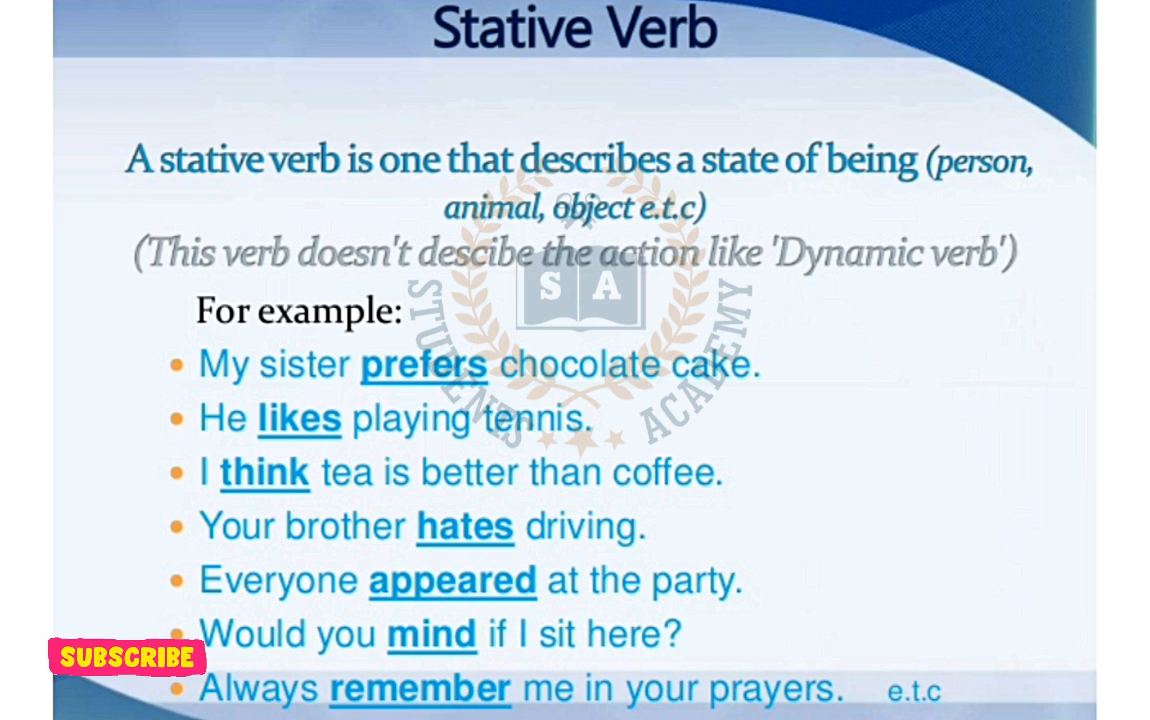 Stative Verb
A stative verb is one that describes a state of being (person,
animal, object e.t.c)
(This verb doesn't descibe the action like 'Dynamic verb')
S A
STUDENTS ACADEMY
For example:
• My sister prefers chocolate cake.
• He likes playing tennis.
• I think tea is better than coffee.
• Your brother hates driving.
• Everyone appeared at the party.
• Would you mind if I sit here?
SUBSCRIBE
• Always remember me in your prayers. e.t.c